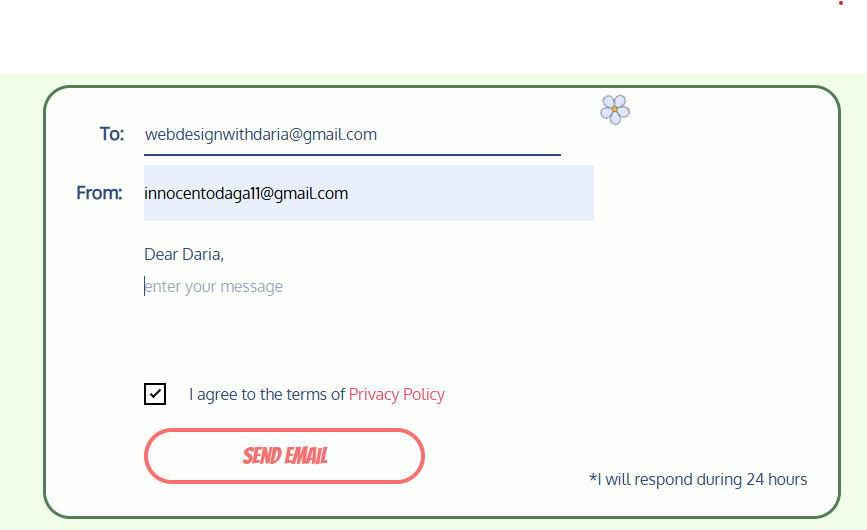 To: webdesignwithdaria@gmail.com
From: innocentodaga11@gmail.com
Dear Daria,
enter your message
I agree to the terms of Privacy Policy
SEND EMAIL
*I will respond during 24 hours